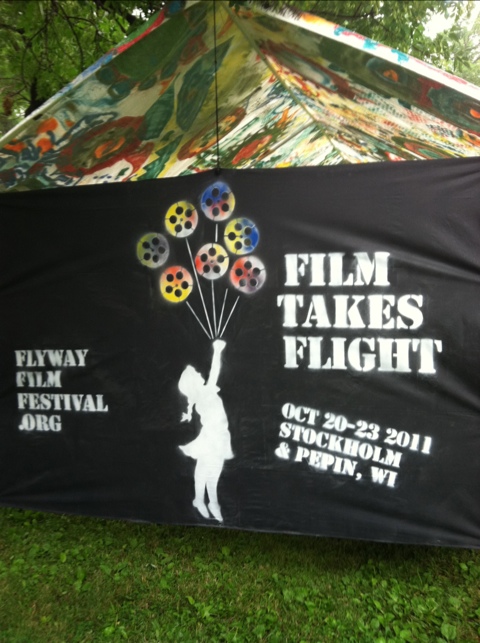 FLYWAY
FILM
FESTIVAL
.ORG
FILM
TAKES
FLIGHT
OCT 20-23 2011
STOCKHOLM
& PEPIN, WI